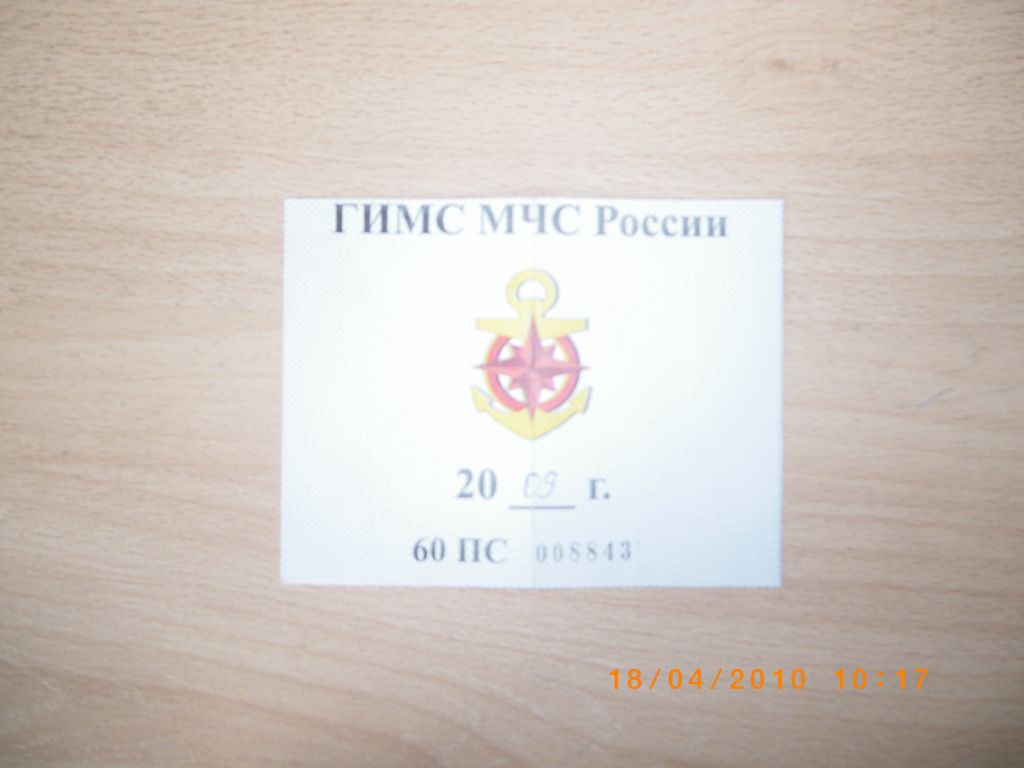 ГИМС МЧС России
20 09 г.
60 ПС 008843
18/04/2010 10:17